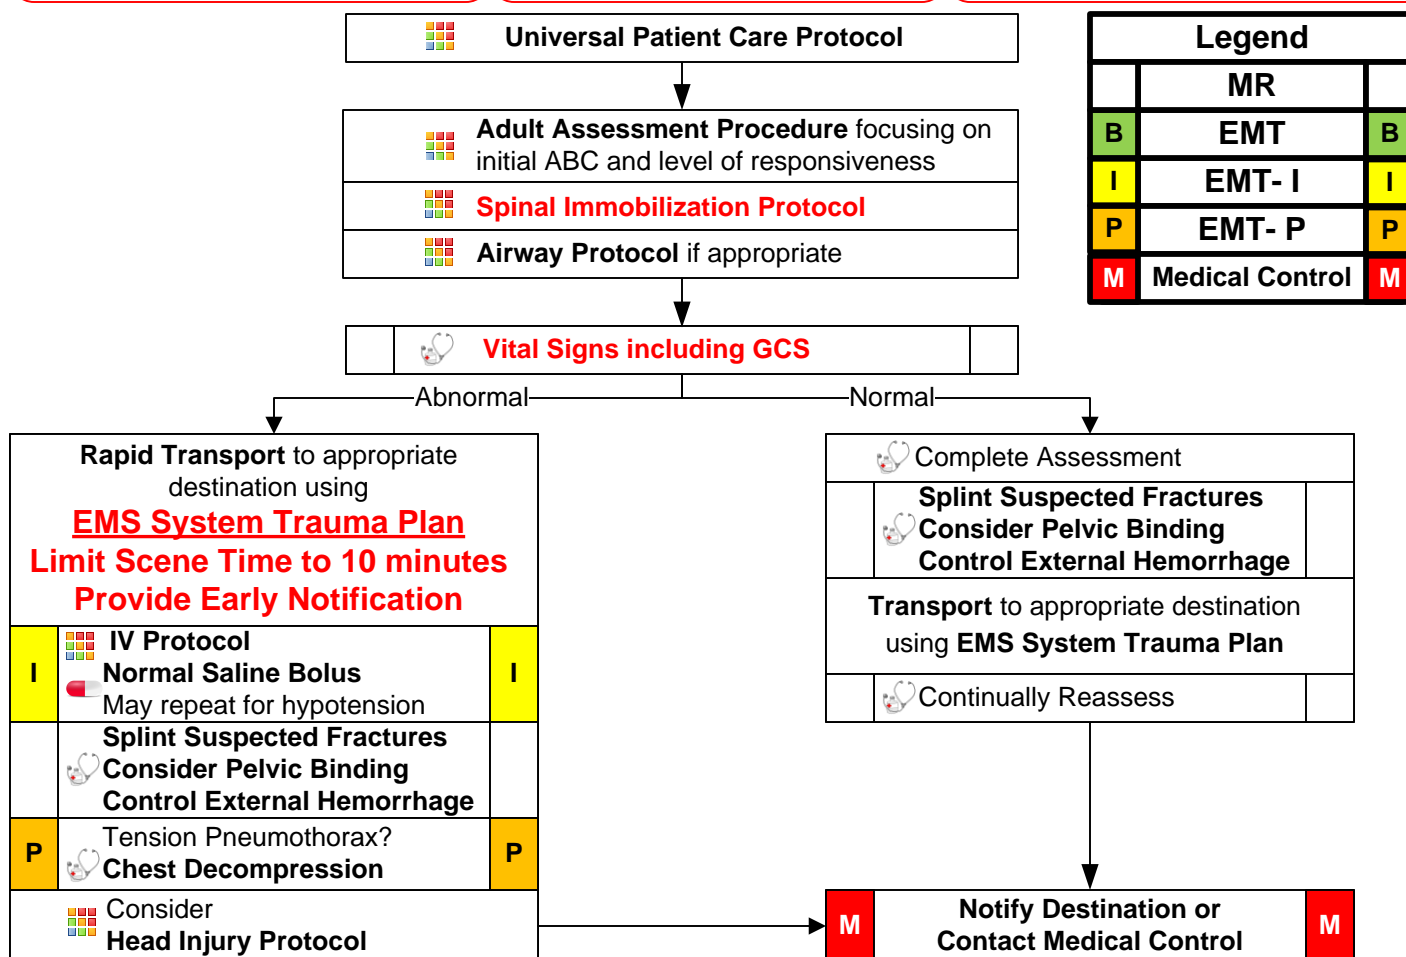 Universal Patient Care Protocol
Adult Assessment Procedure focusing on
initial ABC and level of responsiveness
Spinal Immobilization Protocol
Airway Protocol if appropriate
Vital Signs including GCS
Legend
MR
B EMT B
I EMT- I I
P EMT- P P
M Medical Control M
Abnormal
Normal
Rapid Transport to appropriate
destination using
EMS System Trauma Plan
Limit Scene Time to 10 minutes
Provide Early Notification
IV Protocol
I Normal Saline Bolus I
May repeat for hypotension
Splint Suspected Fractures
Consider Pelvic Binding
Control External Hemorrhage
Tension Pneumothorax?
P Chest Decompression P
Consider
Head Injury Protocol
Complete Assessment
Splint Suspected Fractures
Consider Pelvic Binding
Control External Hemorrhage
Transport to appropriate destination
using EMS System Trauma Plan
Continually Reassess
Notify Destination or
M Contact Medical Control M